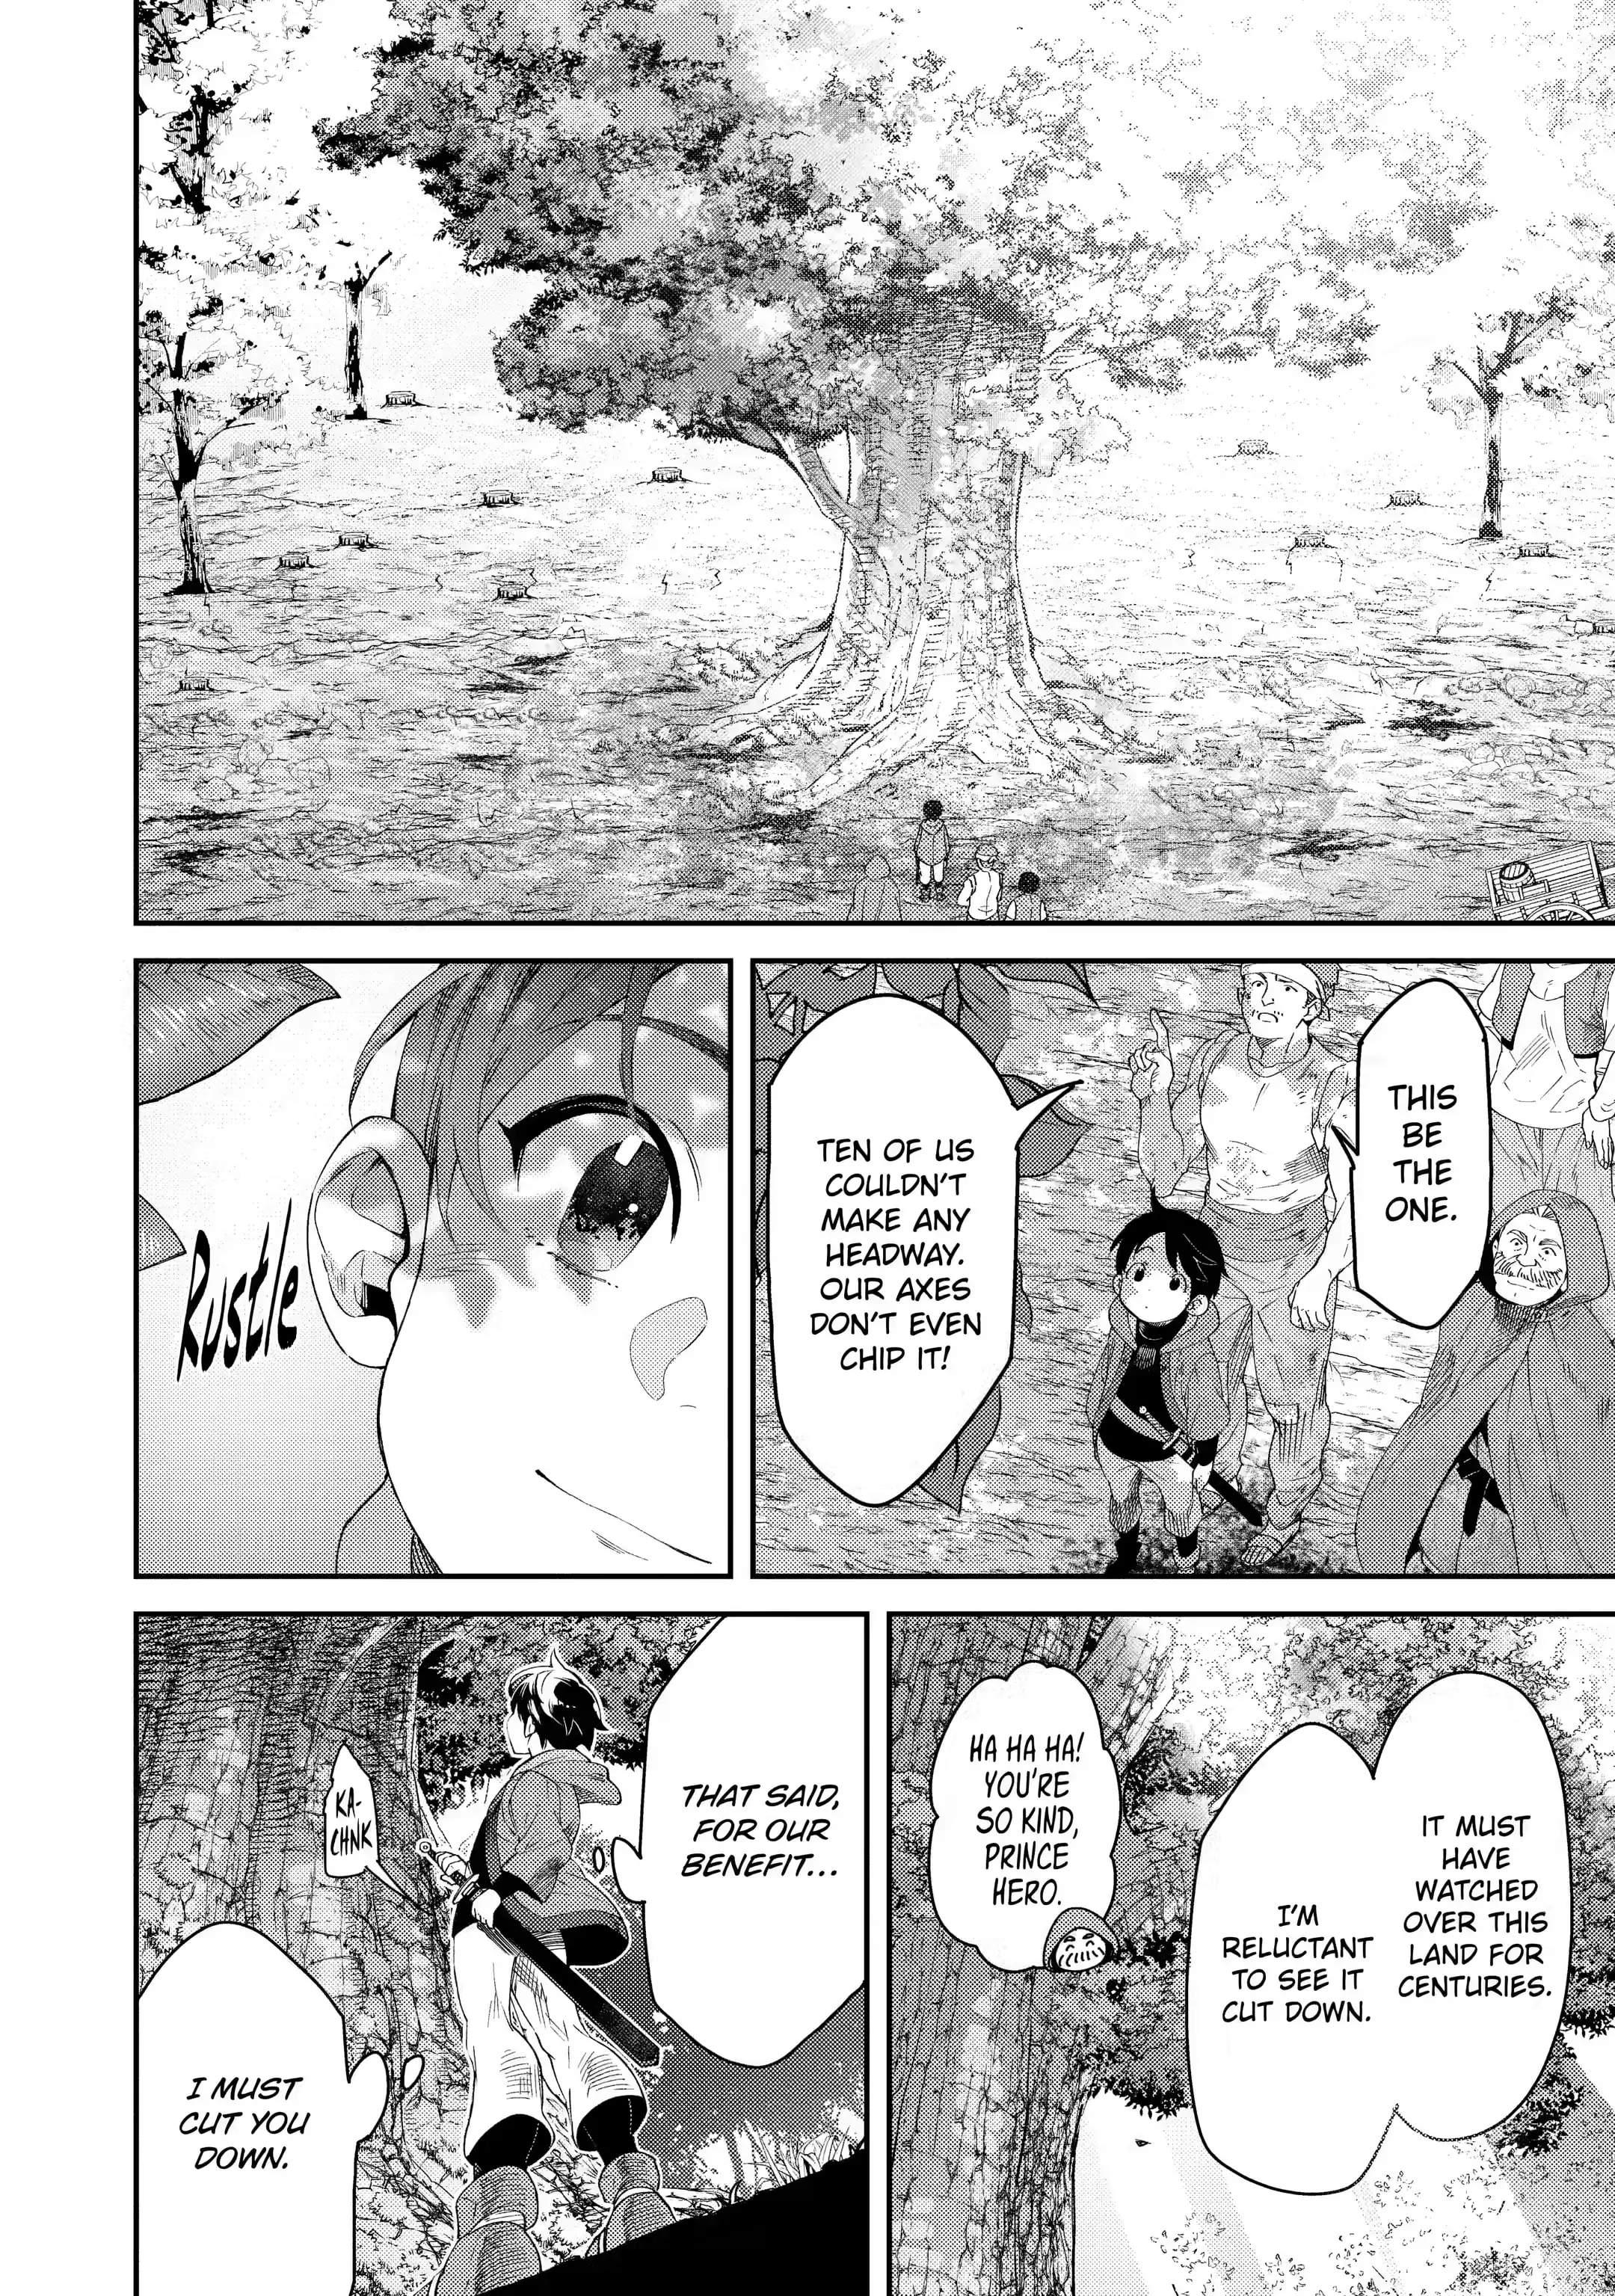 THIS
BE
THE
ONE.
TEN OF US
COULDN'T
MAKE ANY
HEADWAY.
OUR AXES
DON'T EVEN
CHIP IT!
Rustle
IT MUST
HAVE
WATCHED
OVER THIS
LAND FOR
CENTURIES.
I'M
RELUCTANT
TO SEE IT
CUT DOWN.
HA HA HA!
YOU'RE
SO KIND,
PRINCE
HERO.
THAT SAID,
FOR OUR
BENEFIT...
KA-
CHNK
I MUST
CUT YOU
DOWN.